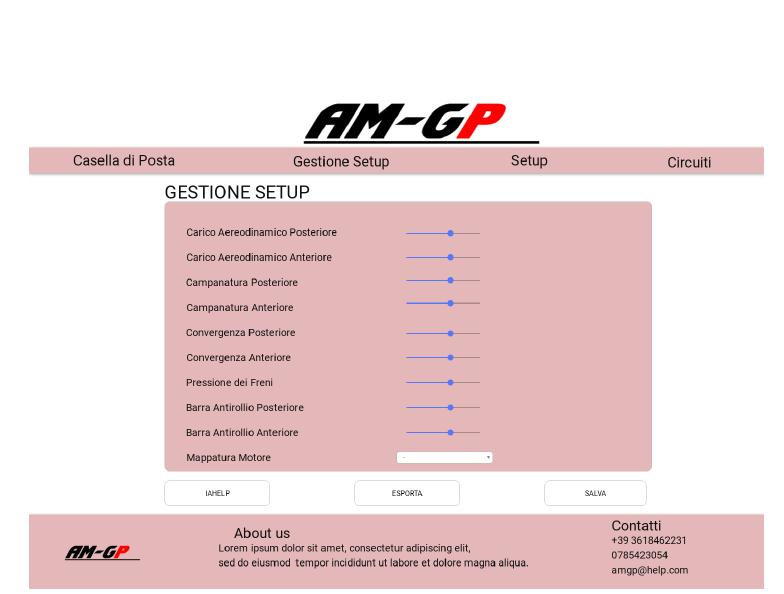 AM-GP
Casella di Posta
Gestione Setup
Setup
Circuiti
GESTIONE SETUP
Carico Aereodinamico Posteriore
Carico Aereodinamico Anteriore
Campanatura Posteriore
Campanatura Anteriore
Convergenza Posteriore
Convergenza Anteriore
Pressione dei Freni
Barra Antirollio Posteriore
Barra Antirollio Anteriore
Mappatura Motore
-
IAHELP
ESPORTA
SALVA
AM-GP
About us
Lorem ipsum dolor sit amet, consectetur adipiscing elit,
sed do eiusmod tempor incididunt ut labore et dolore magna aliqua.
Contatti
+39 3618462231
0785423054
amgp@help.com